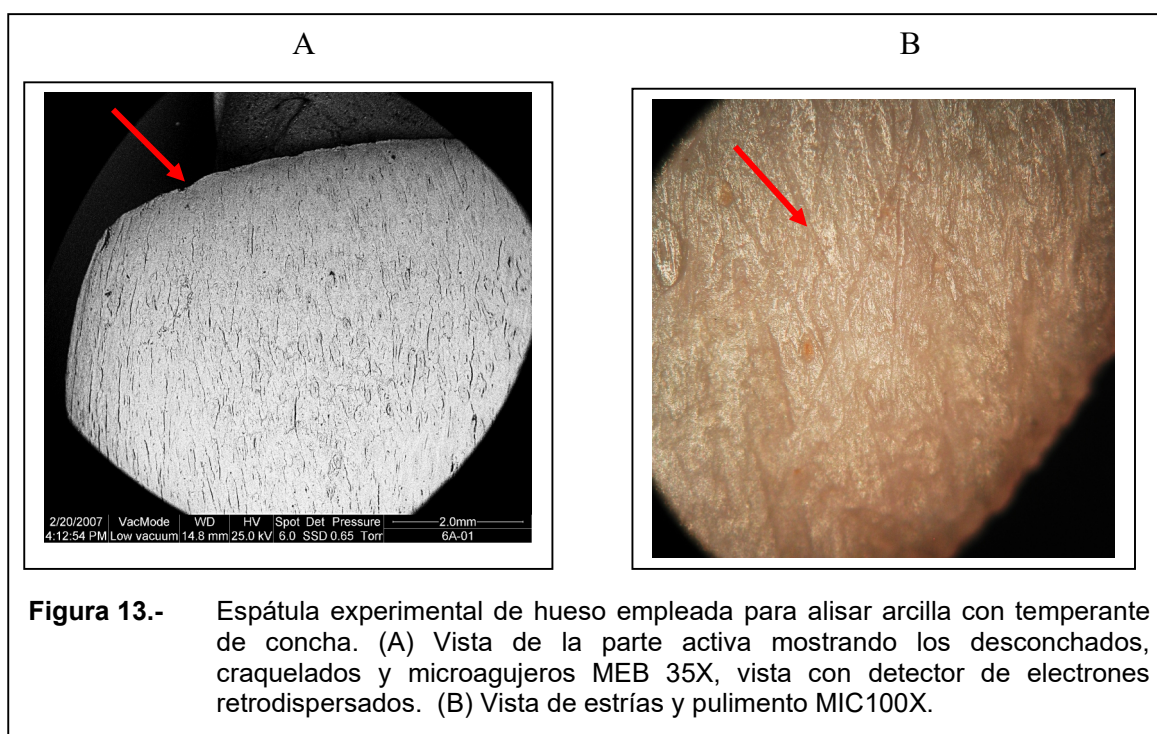 A B
2/20/2007 VacMode WD HV Spot Det Pressure 2.0mm
4:12:54 PM Low vacuum 14.8 mm 25.0 kV 6.0 SSD 0.65 Torr 6A-01
Figura 13.- Espátula experimental de hueso empleada para alisar arcilla con temperante
de concha. (A) Vista de la parte activa mostrando los desconchados,
craquelados y microagujeros MEB 35X, vista con detector de electrones
retrodispersados. (B) Vista de estrías y pulimento MIC100X.